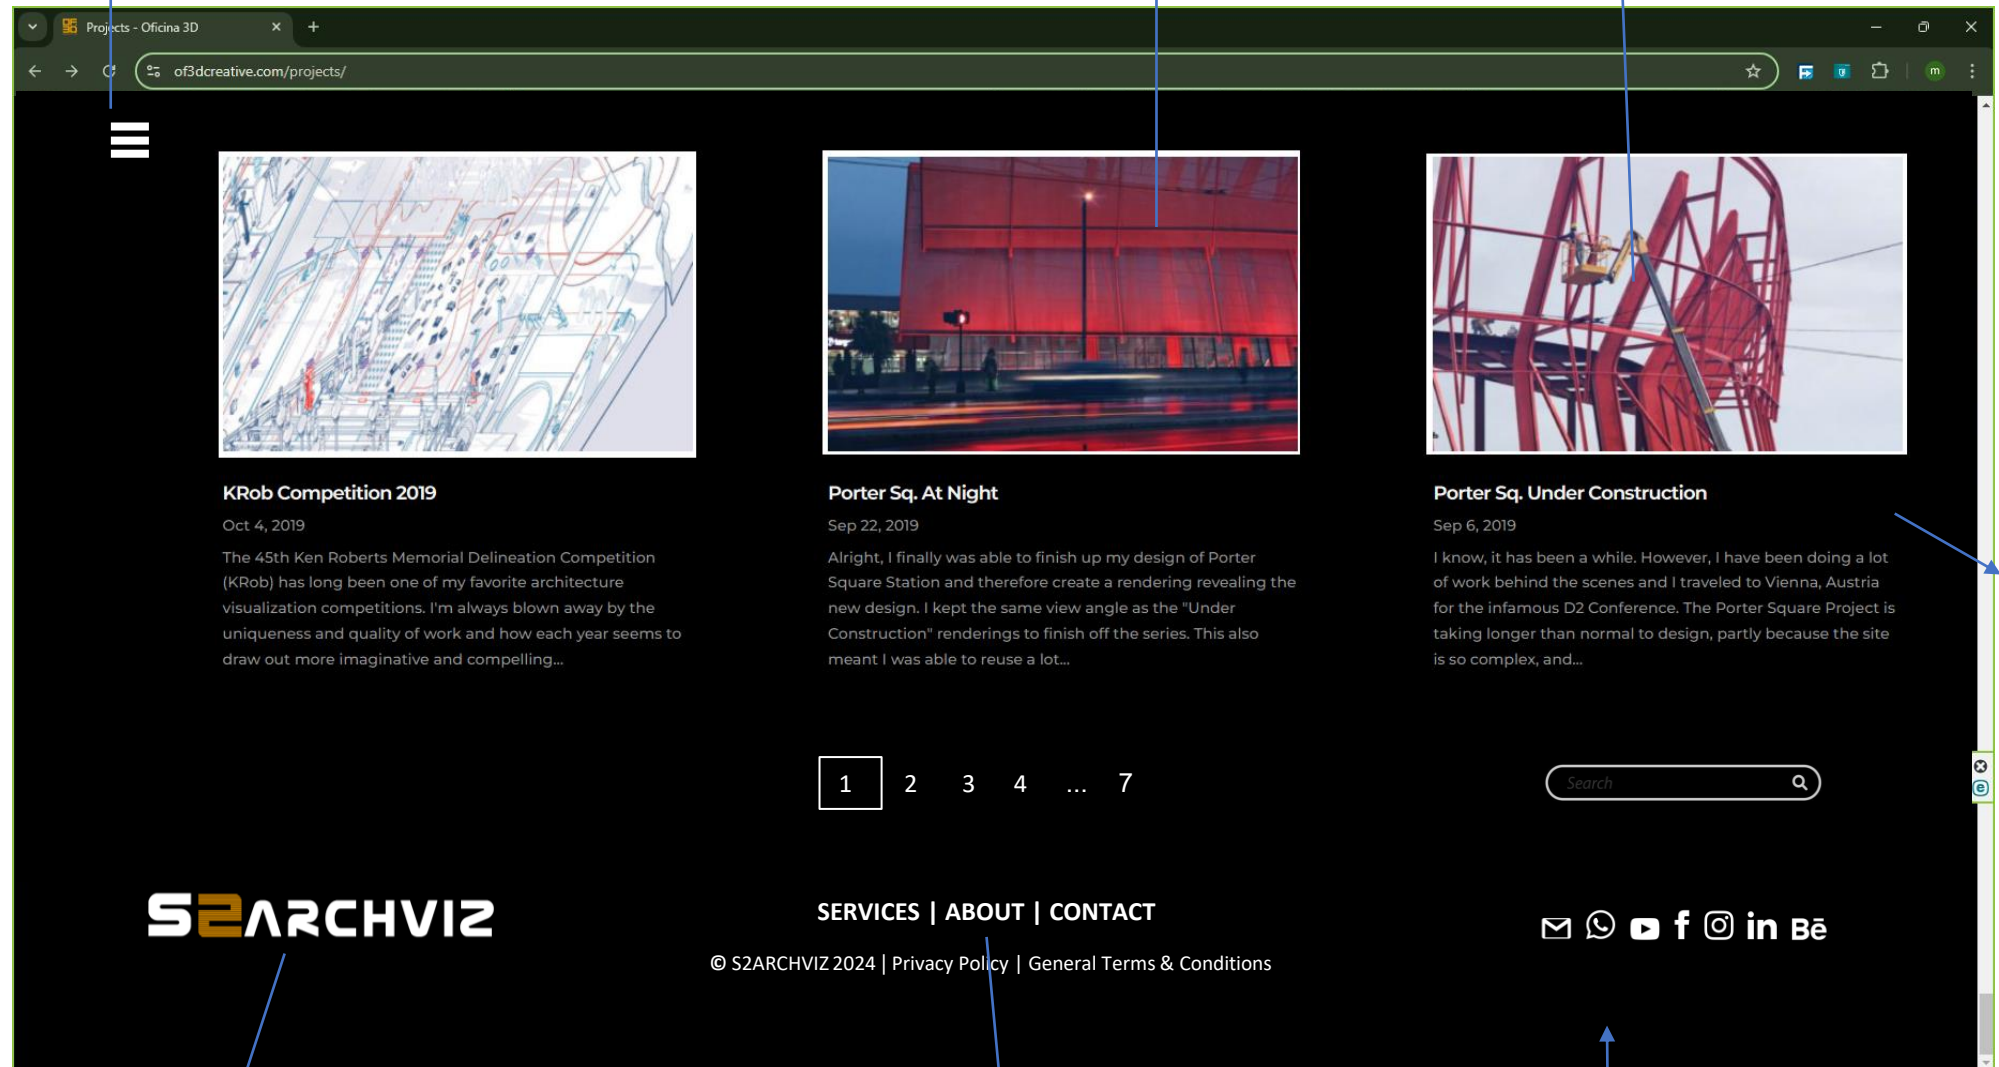 Projects - Oficina 3D
of3dcreative.com/projects/
m
KRob Competition 2019
Oct 4, 2019
The 45th Ken Roberts Memorial Delineation Competition
(KRob) has long been one of my favorite architecture
visualization competitions. I'm always blown away by the
uniqueness and quality of work and how each year seems to
draw out more imaginative and compelling...
Porter Sq. At Night
Sep 22, 2019
Alright, I finally was able to finish up my design of Porter
Square Station and therefore create a rendering revealing the
new design. I kept the same view angle as the "Under
Construction" renderings to finish off the series. This also
meant I was able to reuse a lot...
Porter Sq. Under Construction
Sep 6, 2019
I know, it has been a while. However, I have been doing a lot
of work behind the scenes and I traveled to Vienna, Austria
for the infamous D2 Conference. The Porter Square Project is
taking longer than normal to design, partly because the site
is so complex, and...
1 2 3 4 ... 7
Search
S2ARCHVIZ
SERVICES | ABOUT | CONTACT
© S2ARCHVIZ 2024 | Privacy Policy | General Terms & Conditions
f in Bē